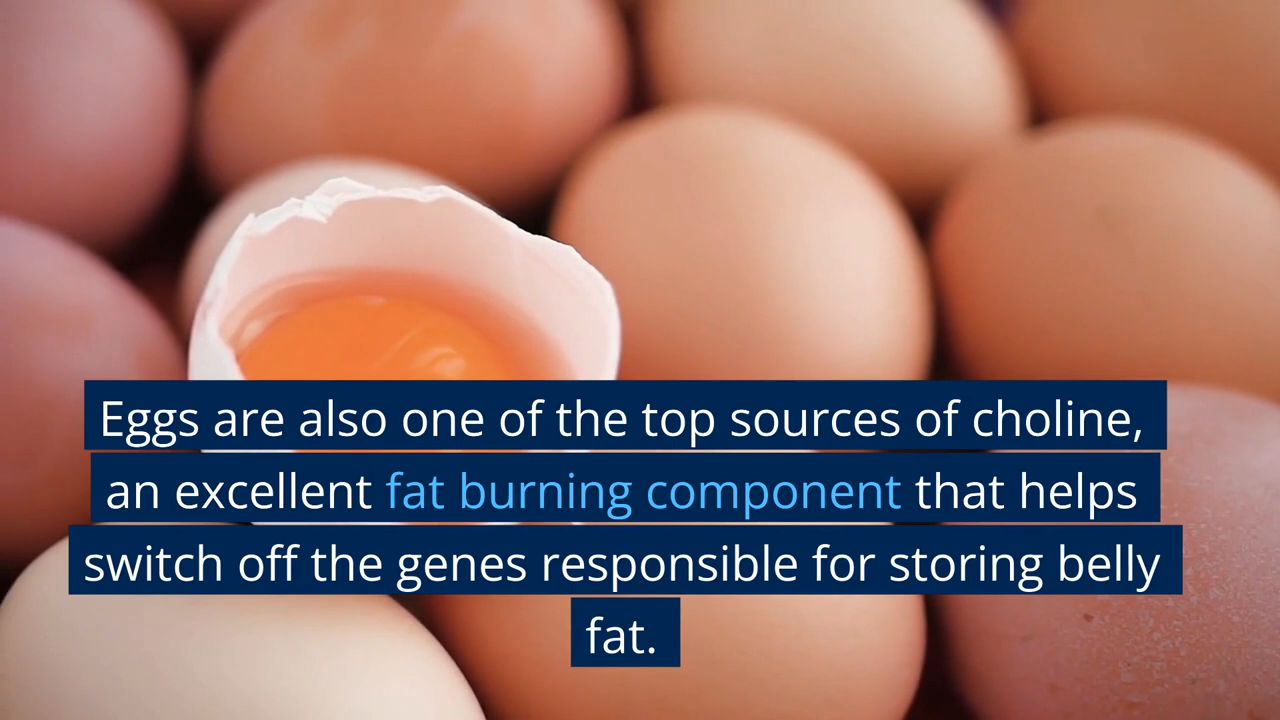 Eggs are also one of the top sources of choline,
an excellent fat burning component that helps
switch off the genes responsible for storing belly
fat.